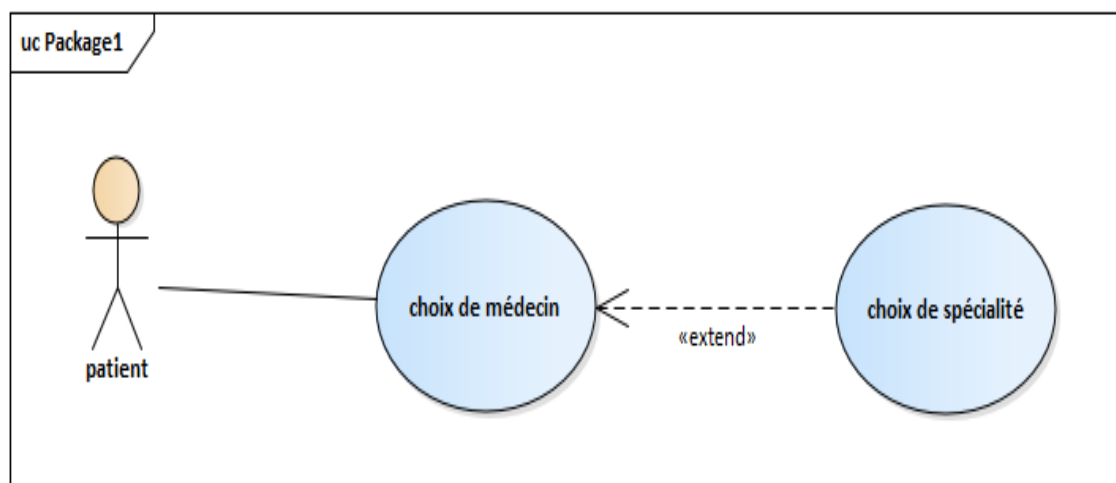 uc Package1
choix de médecin
choix de spécialité
«extend»
patient